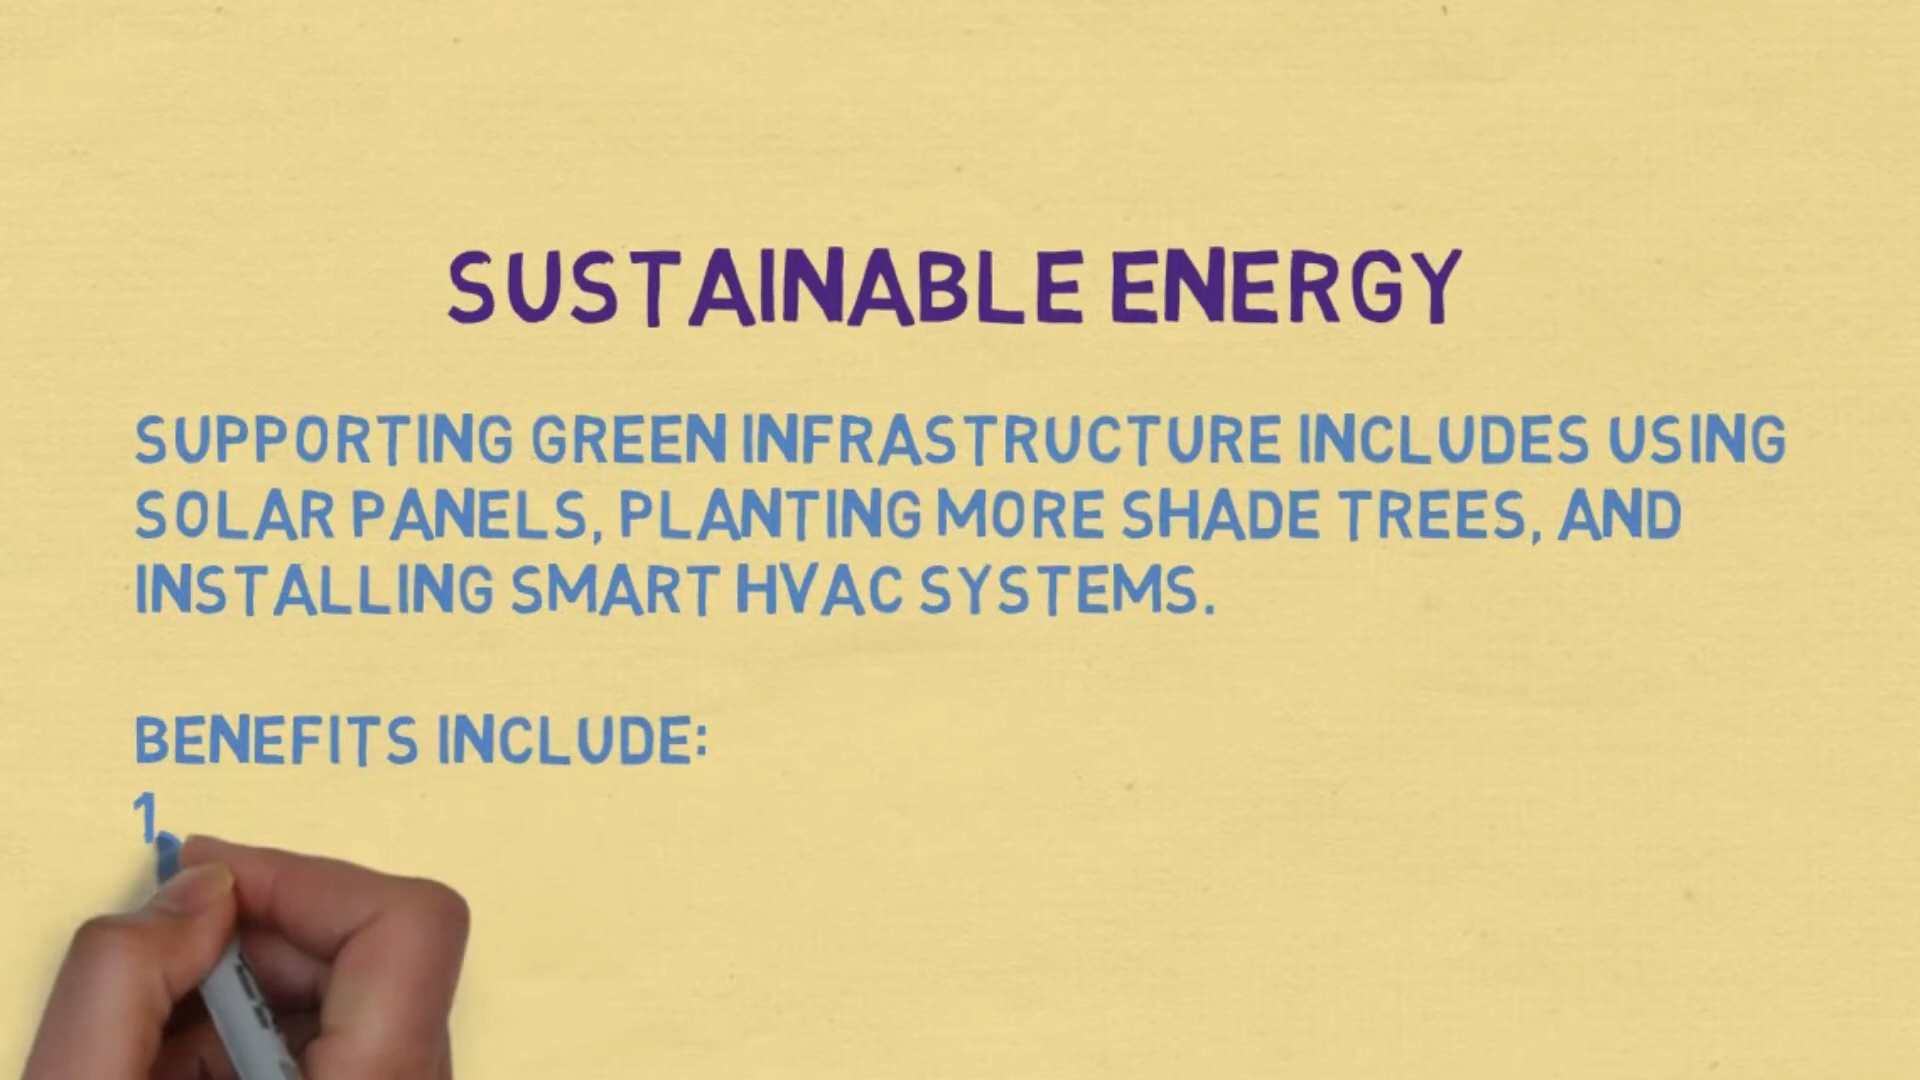 SUSTAINABLE ENERGY
SUPPORTING GREEN INFRASTRUCTURE INCLUDES USING
SOLAR PANELS, PLANTING MORE SHADE TREES, AND
INSTALLING SMART HVAC SYSTEMS.
BENEFITS INCLUDE:
1.